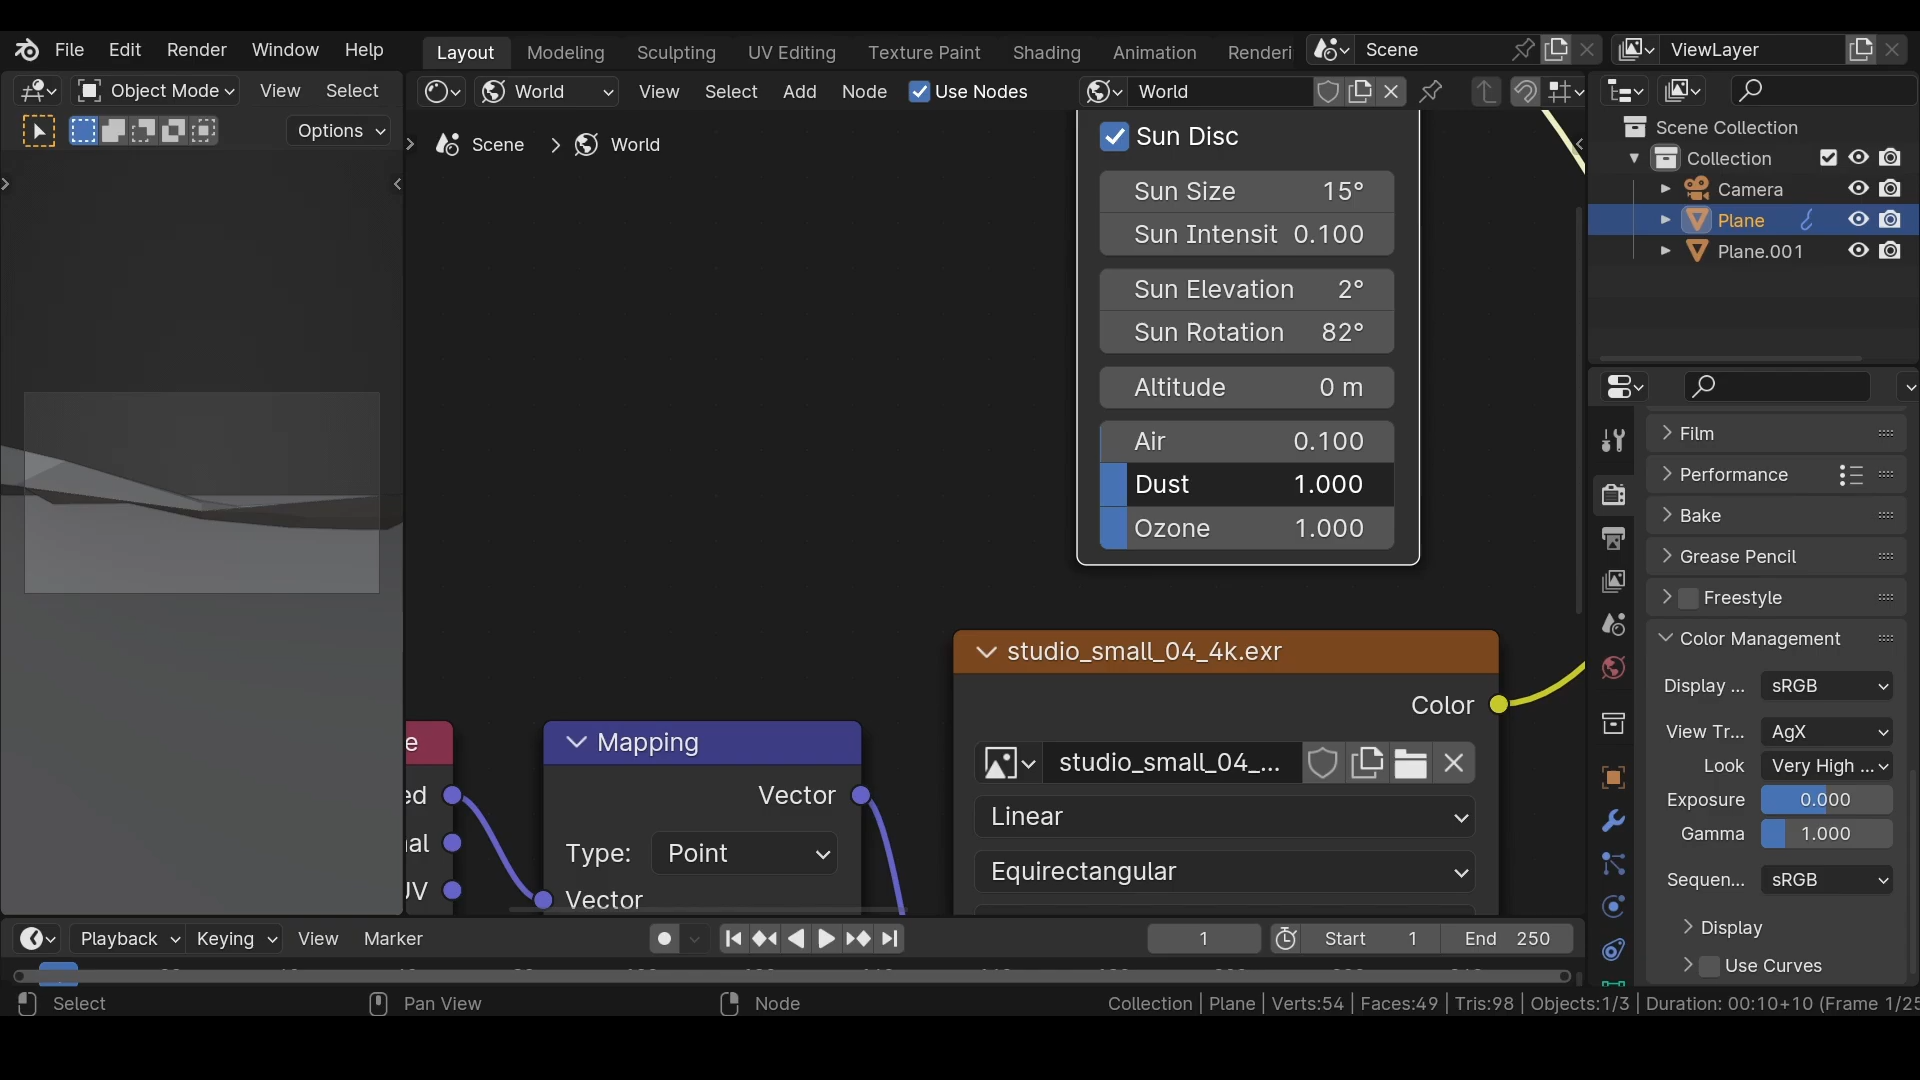 File Edit Render Window Help Layout Modeling Sculpting UV Editing Texture Paint Shading Animation Renderi Scene ViewLayer
Object Mode View Select World View Select Add Node Use Nodes World
Options
Scene World
Sun Disc
Sun Size 15°
Sun Intensit 0.100
Sun Elevation 2°
Sun Rotation 82°
Altitude 0 m
Air 0.100
Dust 1.000
Ozone 1.000
studio_small_04_4k.exr
Color
studio_small_04_...
Linear
Equirectangular
e
ed
al
UV
Mapping
Vector
Type: Point
Vector
Scene Collection
Collection
Camera
Plane
Plane.001
Film
Performance
Bake
Grease Pencil
Freestyle
Color Management
Display ... sRGB
View Tr... AgX
Look Very High ...
Exposure 0.000
Gamma 1.000
Sequen... sRGB
Display
Use Curves
Playback Keying View Marker 1 Start 1 End 250
Select Pan View Node Collection | Plane | Verts:54 | Faces:49 | Tris:98 | Objects:1/3 | Duration: 00:10+10 (Frame 1/25